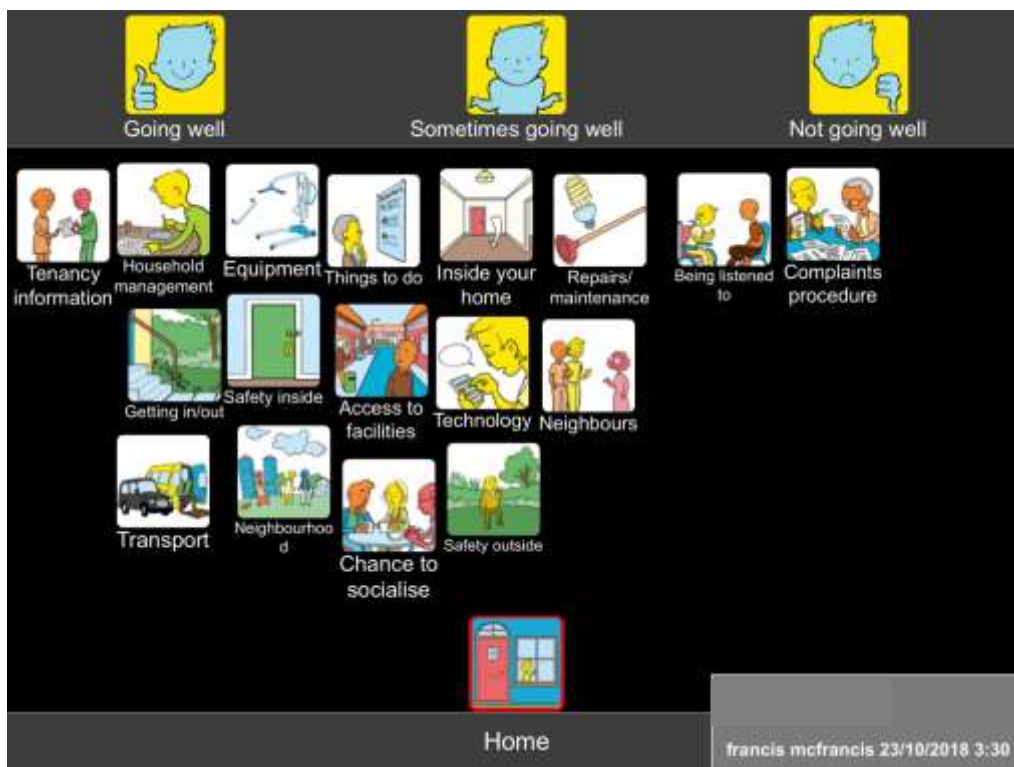 Going well
Sometimes going well
Not going well
Tenancy
information
Household
management
Equipment
Things to do
Inside your
home
Repairs/
maintenance
Being listened
to
Complaints
procedure
Getting in/out
Safety inside
Access to
facilities
Technology
Neighbours
Transport
Neighbourhoo
d
Chance to
socialise
Safety outside
Home
francis mcfrancis 23/10/2018 3:30